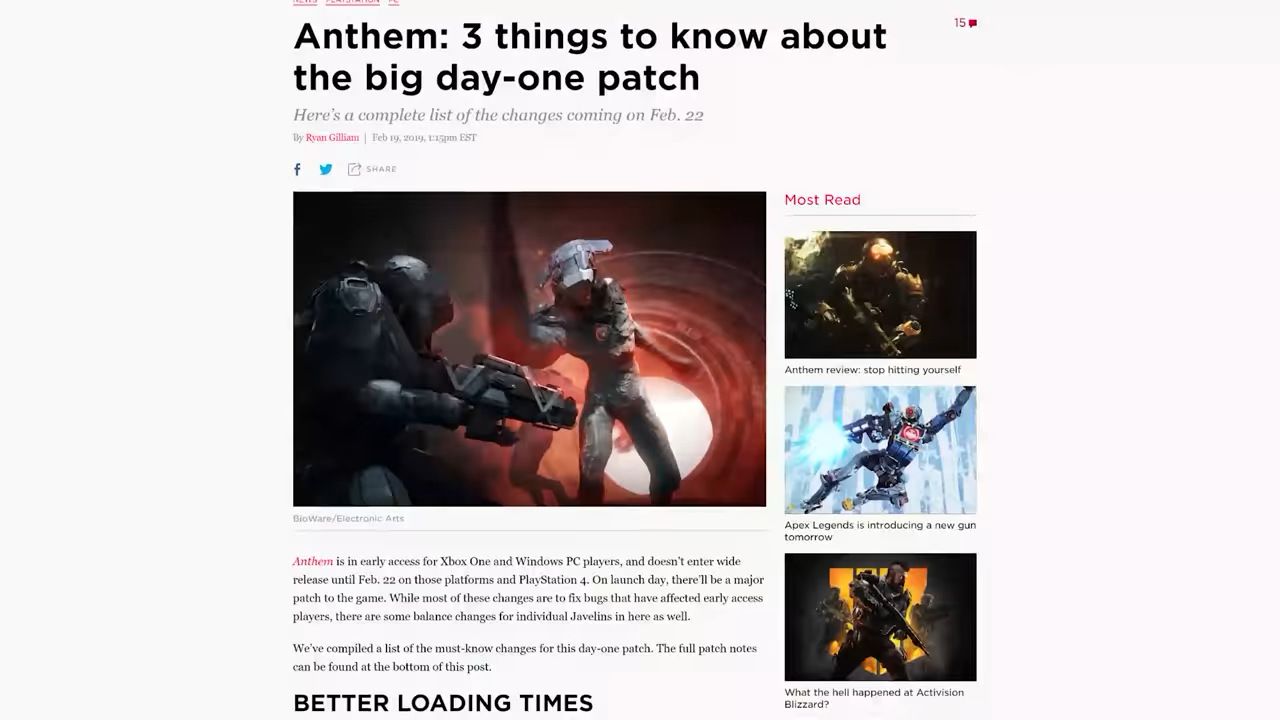 NEWS PLAYSTATION PC
Anthem: 3 things to know about
the big day-one patch
15
Here's a complete list of the changes coming on Feb. 22
By Ryan Gilliam | Feb 19, 2019, 1:15pm EST
SHARE
BioWare/Electronic Arts
Anthem is in early access for Xbox One and Windows PC players, and doesn't enter wide
release until Feb. 22 on those platforms and PlayStation 4. On launch day, there'll be a major
patch to the game. While most of these changes are to fix bugs that have affected early access
players, there are some balance changes for individual Javelins in here as well.
We've compiled a list of the must-know changes for this day-one patch. The full patch notes
can be found at the bottom of this post.
BETTER LOADING TIMES
Most Read
Anthem review: stop hitting yourself
Apex Legends is introducing a new gun
tomorrow
What the hell happened at Activision
Blizzard?